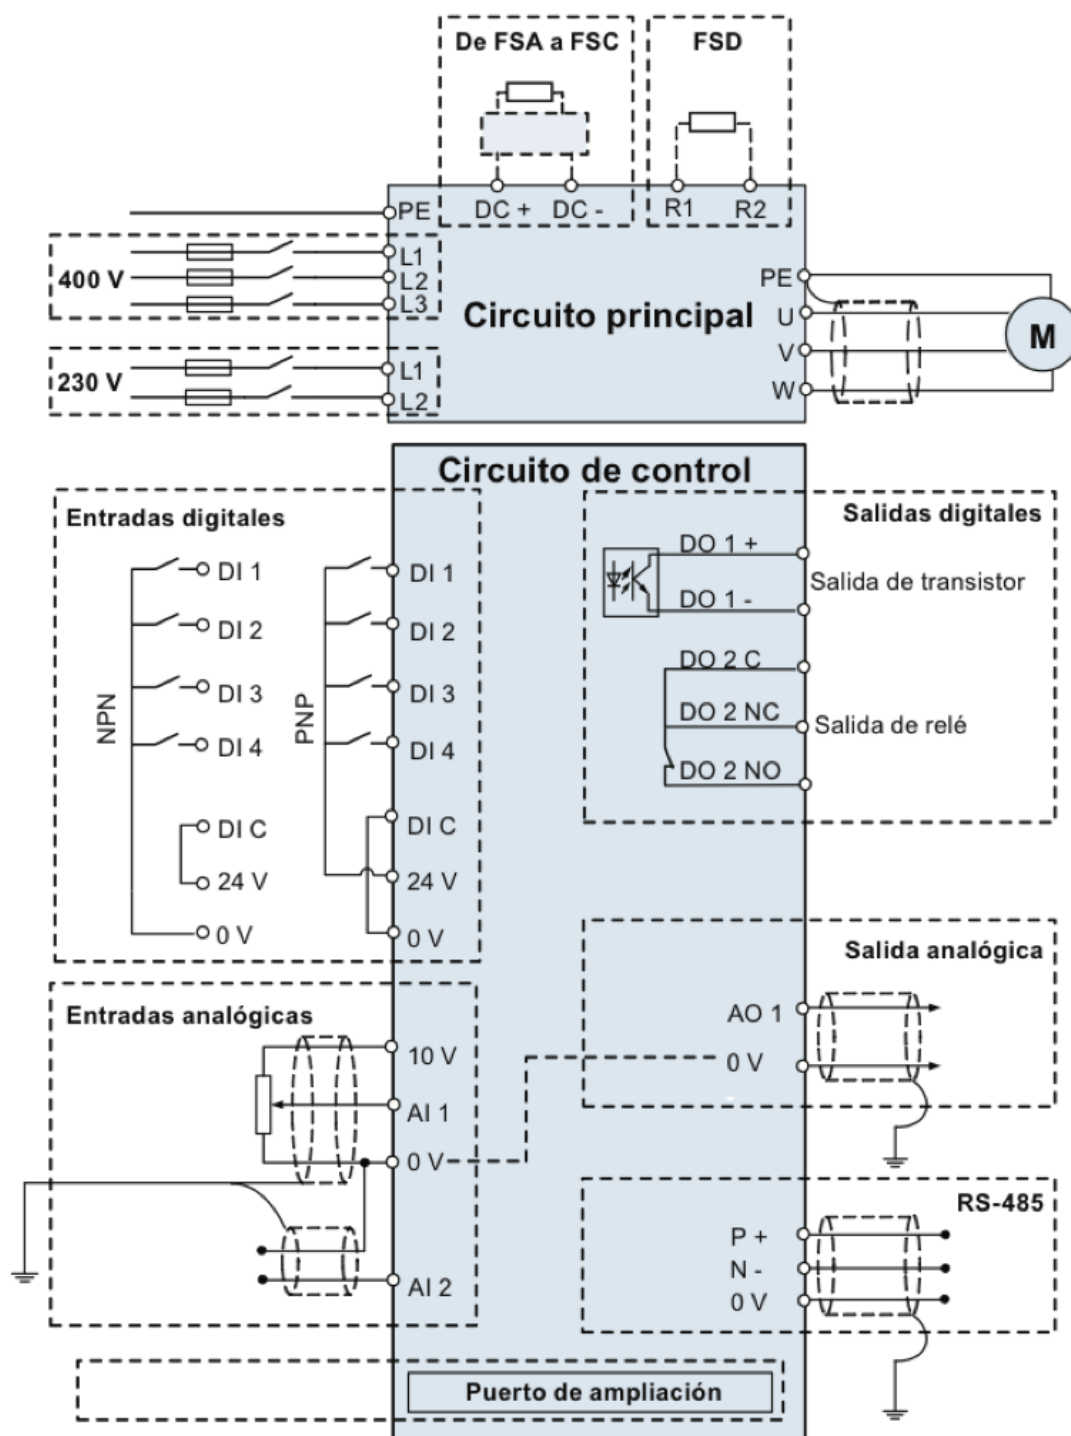 De FSA a FSC
FSD
DC +
DC -
R1
R2
PE
400 V
L1
L2
L3
230 V
L1
L2
Circuito principal
PE
U
V
W
M
Circuito de control
Entradas digitales
NPN
DI 1
DI 2
DI 3
DI 4
DI C
24 V
0 V
PNP
DI 1
DI 2
DI 3
DI 4
DI C
24 V
0 V
Salidas digitales
DO 1 +
Salida de transistor
DO 1 -
DO 2 C
DO 2 NC
Salida de relé
DO 2 NO
Entradas analógicas
10 V
AI 1
0 V
AI 2
Salida analógica
AO 1
0 V
RS-485
P +
N -
0 V
Puerto de ampliación